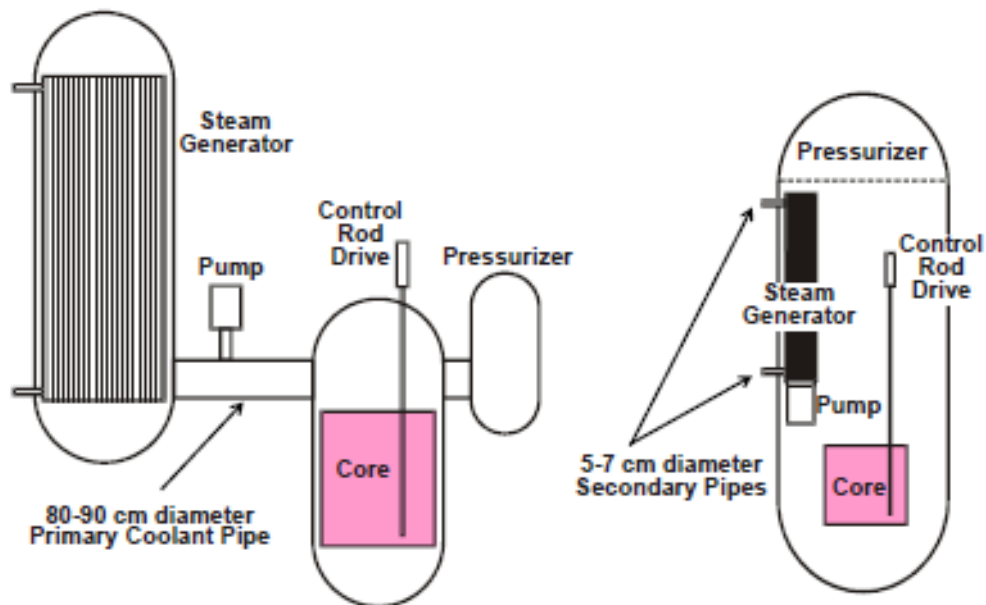 Steam
Generator
Pump
Control
Rod
Drive
Pressurizer
Core
80-90 cm diameter
Primary Coolant Pipe
Pressurizer
Control
Rod
Drive
Steam
Generator
Pump
Core
5-7 cm diameter
Secondary Pipes